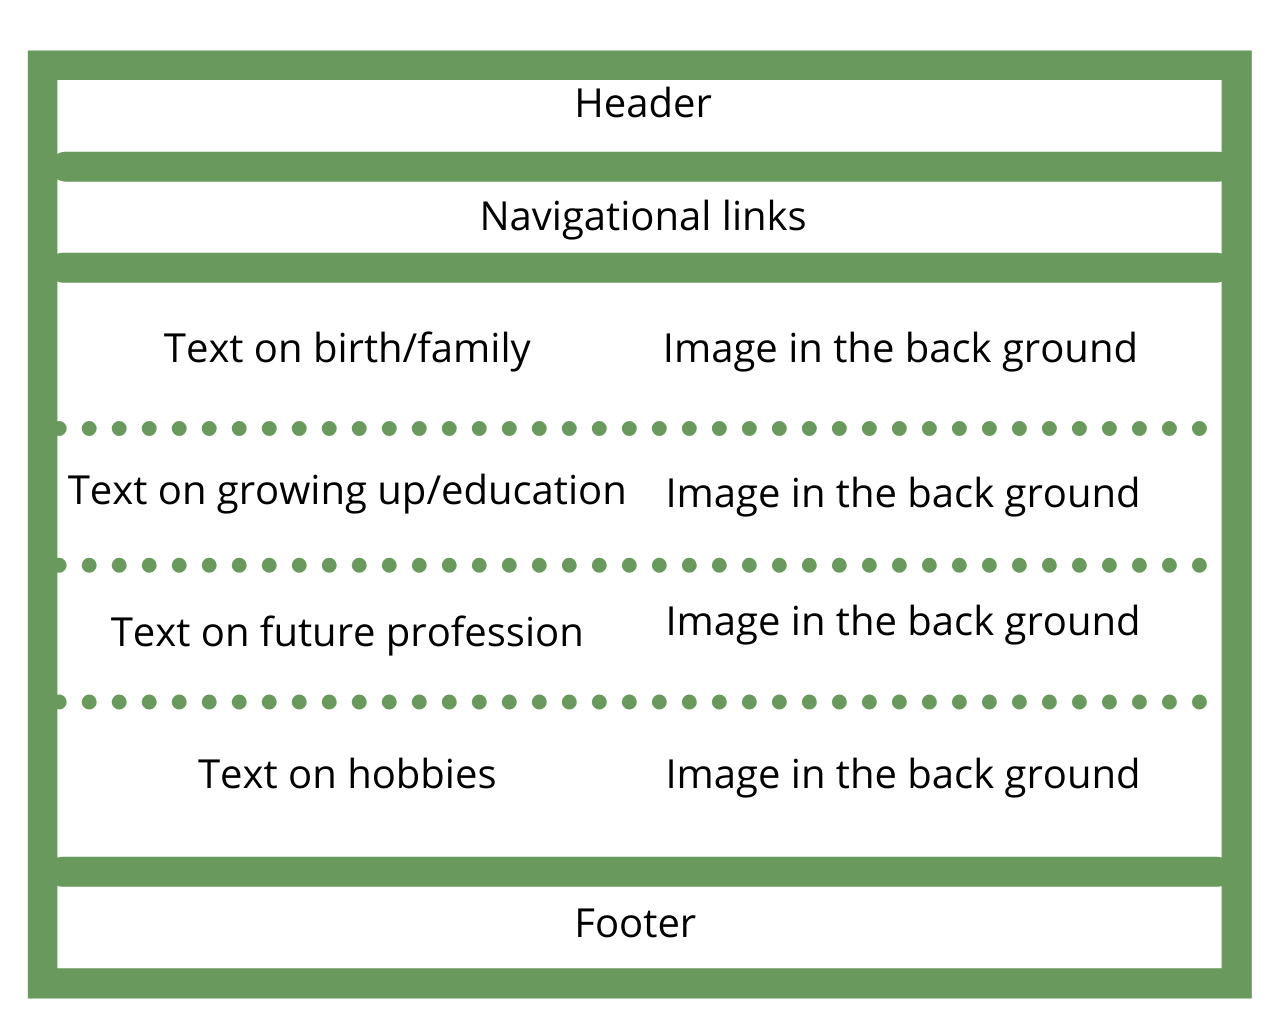 Header
Navigational links
Text on birth/family
Image in the back ground
Text on growing up/education
Image in the back ground
Text on future profession
Image in the back ground
Text on hobbies
Image in the back ground
Footer